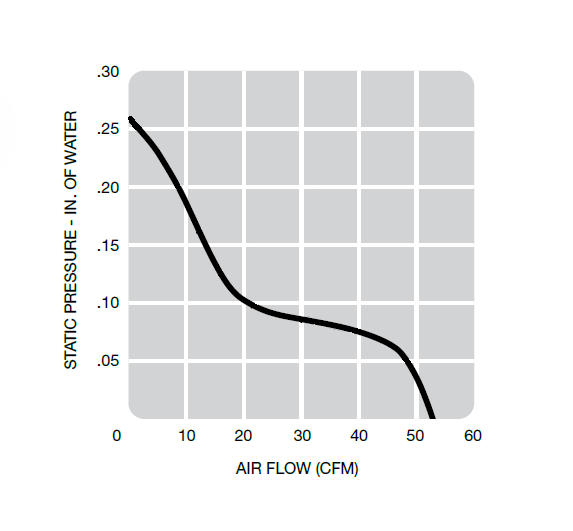 .30
.25
.20
.15
.10
.05
STATIC PRESSURE - IN. OF WATER
0 10 20 30 40 50 60
AIR FLOW (CFM)